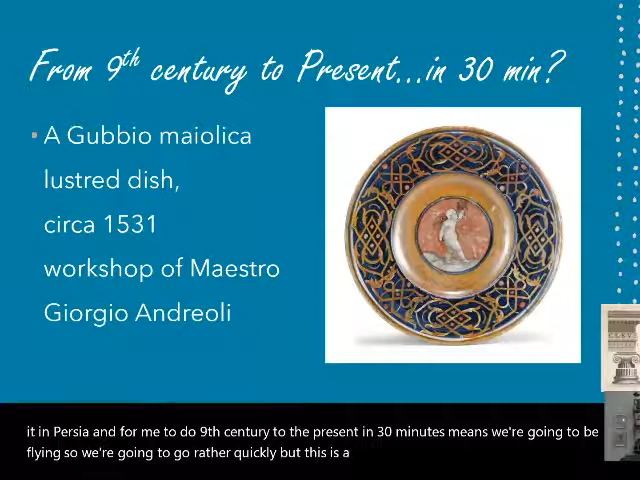 From 9th century to Present...in 30 min?
A Gubbio maiolica
lustred dish,
circa 1531
workshop of Maestro
Giorgio Andreoli
it in Persia and for me to do 9th century to the present in 30 minutes means we're going to be
flying so we're going to go rather quickly but this is a